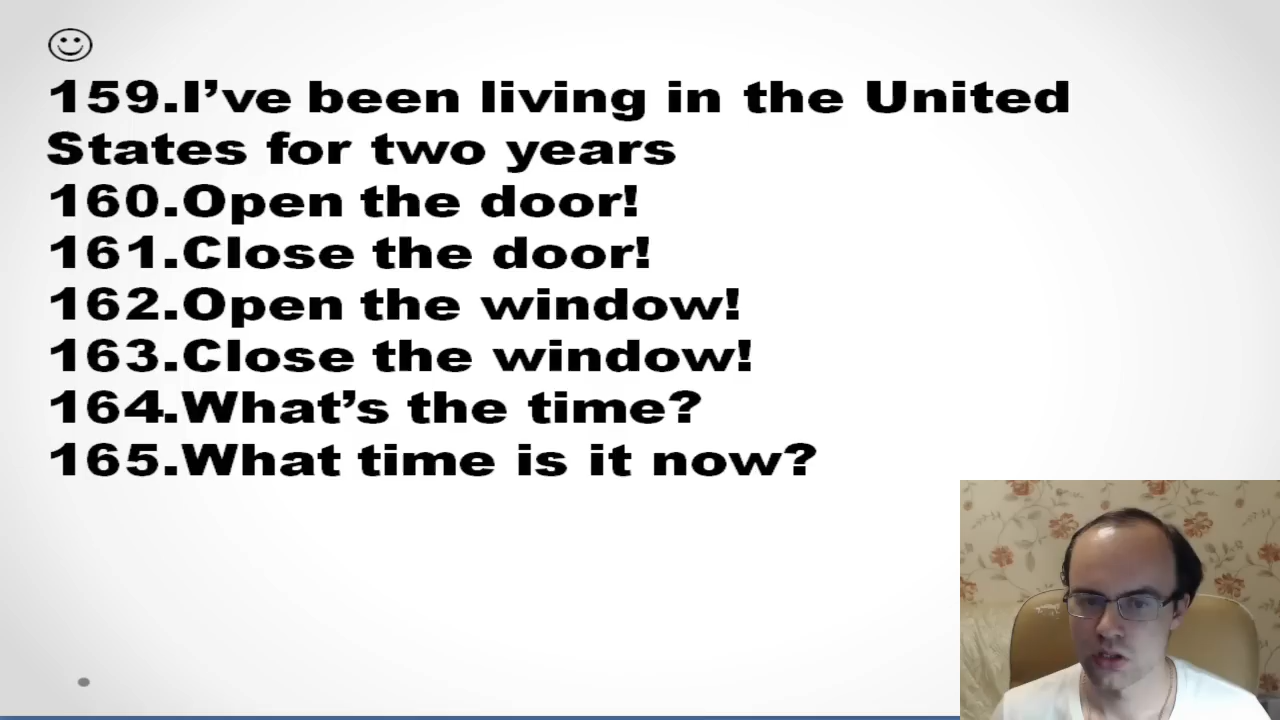 159.I’ve been living in the United
States for two years
160.Open the door!
161.Close the door!
162.Open the window!
163.Close the window!
164.What’s the time?
165.What time is it now?